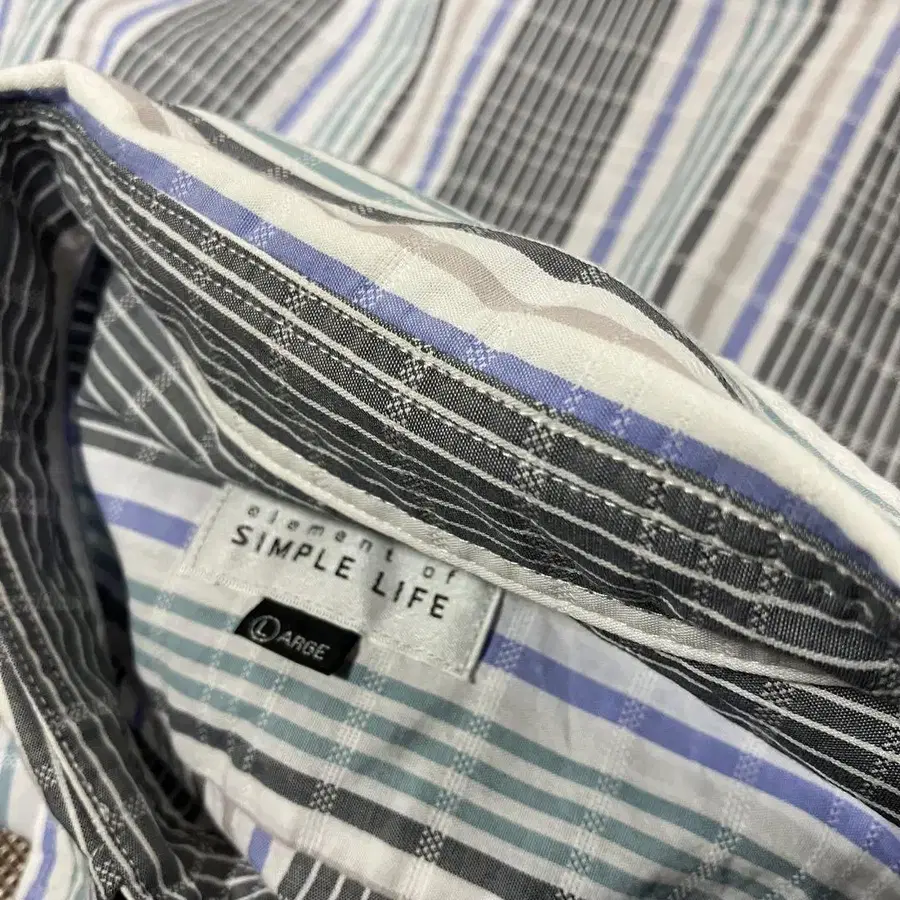 element of
SIMPLE LIFE
LARGE